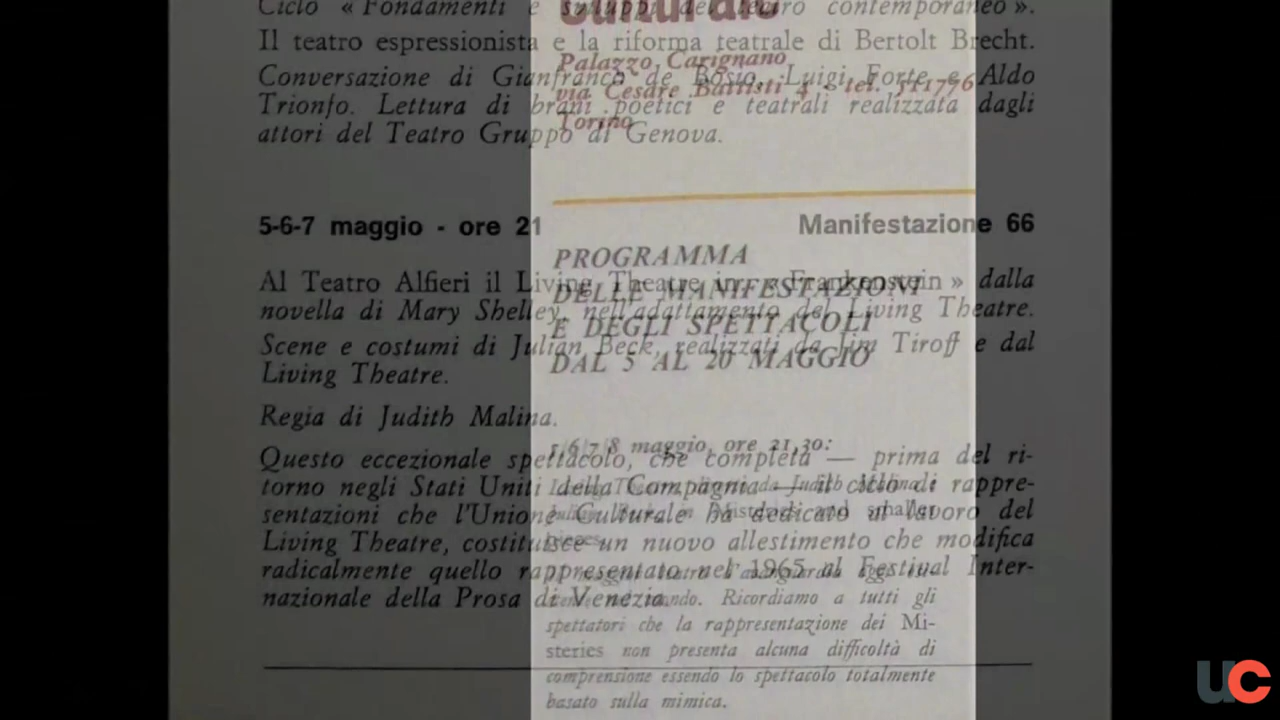 Ciclo « Fondamenti e sviluppi del teatro contemporaneo ».
Il teatro espressionista e la riforma teatrale di Bertolt Brecht.
Conversazione di Gianfranco de Bosio, Luigi Forte e Aldo
Trionfo. Lettura di brani poetici e teatrali realizzata dagli
attori del Teatro Gruppo di Genova.
5-6-7 maggio - ore 21
Manifestazione 66
Al Teatro Alfieri il Living Theatre in: « Frankenstein » dalla
novella di Mary Shelley, nell'adattamento del Living Theatre.
Scene e costumi di Julian Beck, realizzati da Jim Tiroff e dal
Living Theatre.
Regia di Judith Malina.
Questo eccezionale spettacolo, che completa — prima del ri-
torno negli Stati Uniti della Compagnia — il ciclo di rappre-
sentazioni che l'Unione Culturale ha dedicato al lavoro del
Living Theatre, costituisce un nuovo allestimento che modifica
radicalmente quello rappresentato nel 1965 al Festival Inter-
nazionale della Prosa di Venezia.
Culturale
Palazzo Carignano
via Cesare Battisti 4 - tel. 511776
Torino
PROGRAMMA
DELLE MANIFESTAZIONI
E DEGLI SPETTACOLI
DAL 5 AL 20 MAGGIO
5/6/7/8 maggio, ore 21,30:
da Judith Malina e
in Mysteries and smaller
pieces.
Ricordiamo a tutti gli
spettatori che la rappresentazione dei Mi-
steries non presenta alcuna difficoltà di
comprensione essendo lo spettacolo totalmente
basato sulla mimica.
uc